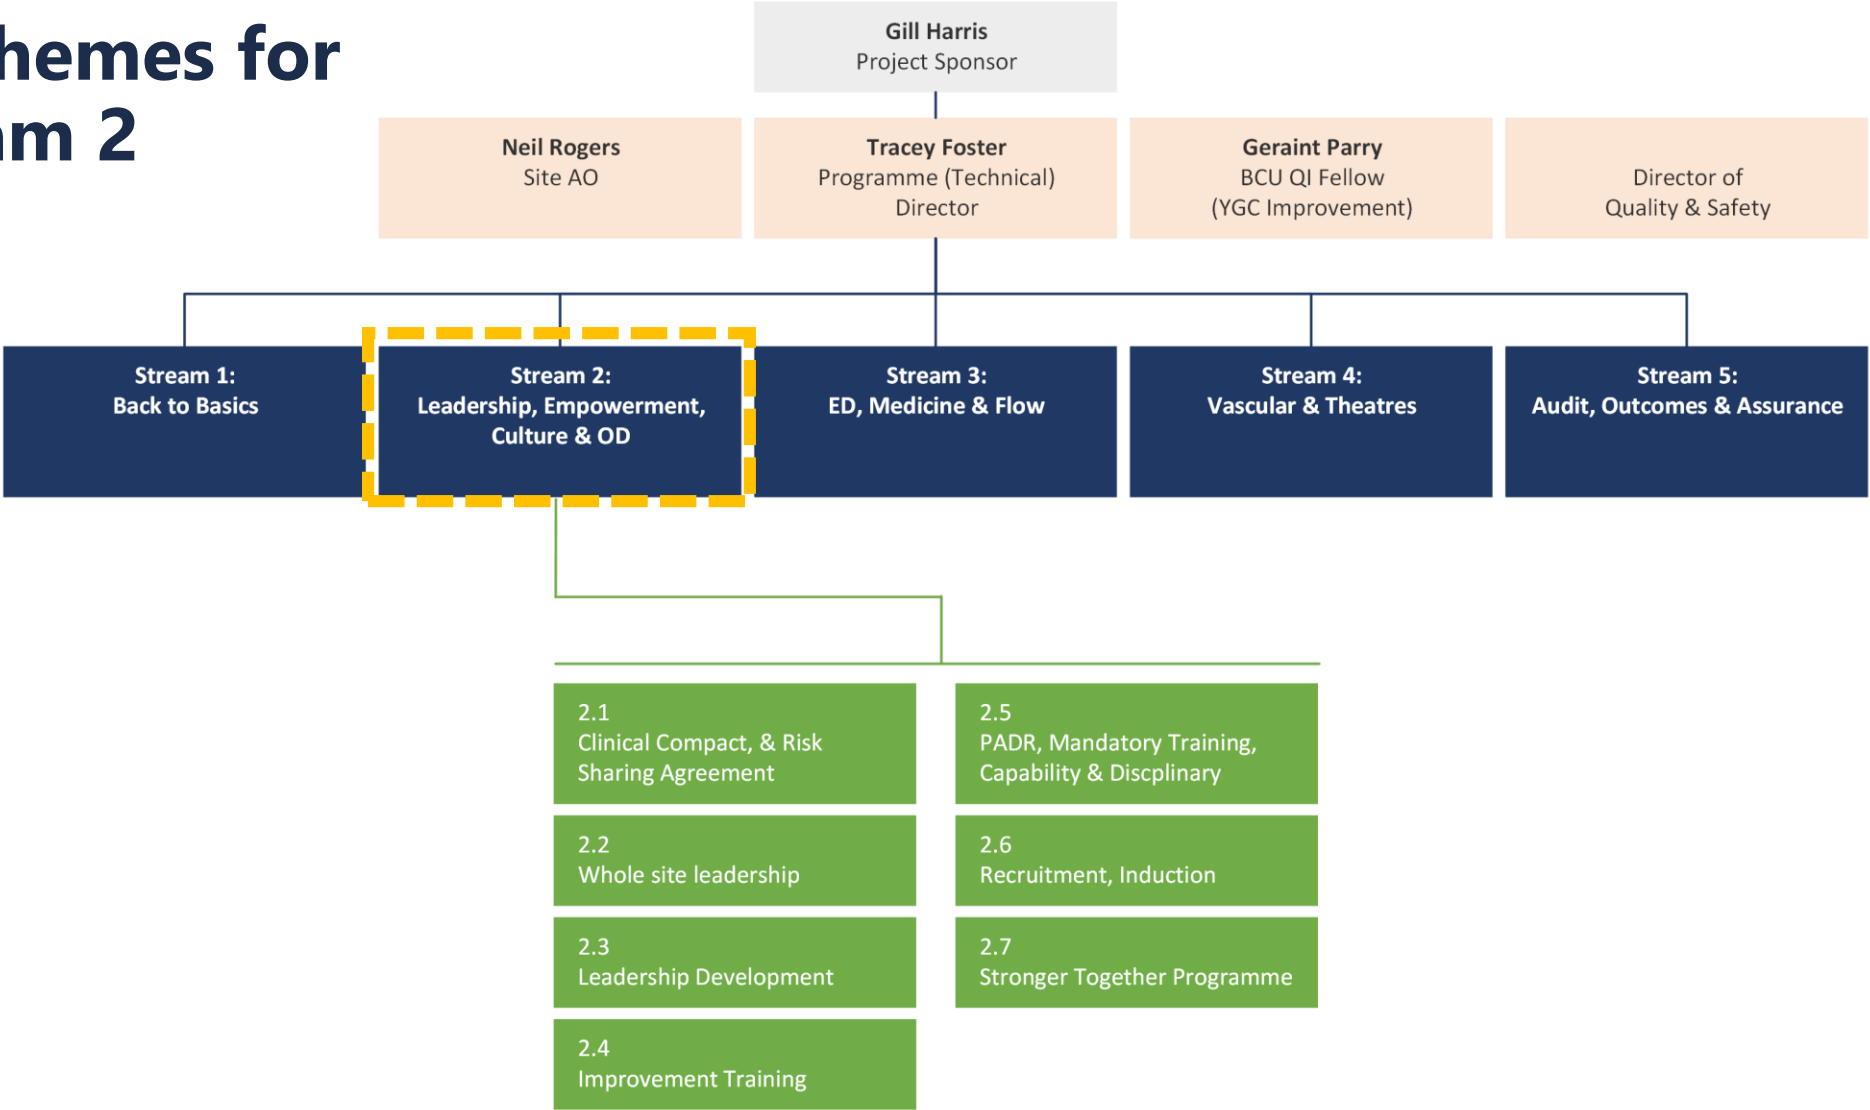 hemes for
m 2
Gill Harris
Project Sponsor
Neil Rogers
Site AO
Tracey Foster
Programme (Technical)
Director
Geraint Parry
BCU QI Fellow
(YGC Improvement)
Director of
Quality & Safety
Stream 1:
Back to Basics
Stream 2:
Leadership, Empowerment,
Culture & OD
Stream 3:
ED, Medicine & Flow
Stream 4:
Vascular & Theatres
Stream 5:
Audit, Outcomes & Assurance
2.1
Clinical Compact, & Risk
Sharing Agreement
2.2
Whole site leadership
2.3
Leadership Development
2.4
Improvement Training
2.5
PADR, Mandatory Training,
Capability & Discplinary
2.6
Recruitment, Induction
2.7
Stronger Together Programme